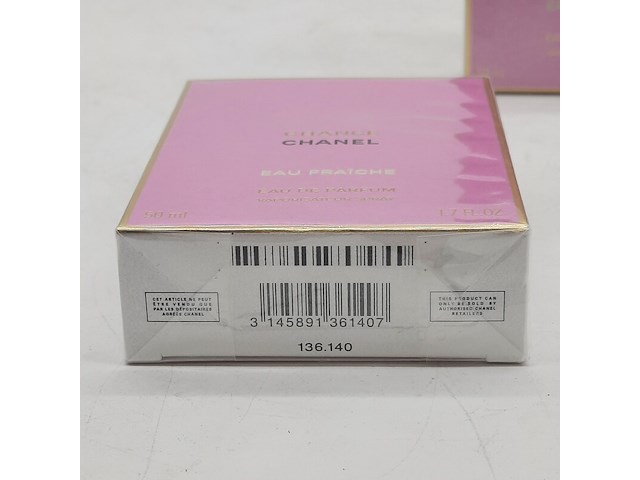 CHANCE
CHANEL
EAU FRAÎCHE
EAU DE PARFUM
VAPORISATEUR SPRAY
50 ml
1.7 FL. OZ.
CET ARTICLE NE PEUT
ÊTRE VENDU QUE
PAR LES DÉPOSITAIRES
AGRÉÉS CHANEL
3 145891 361407
136.140
THIS PRODUCT CAN
ONLY BE SOLD BY
AUTHORISED CHANEL
RETAILERS